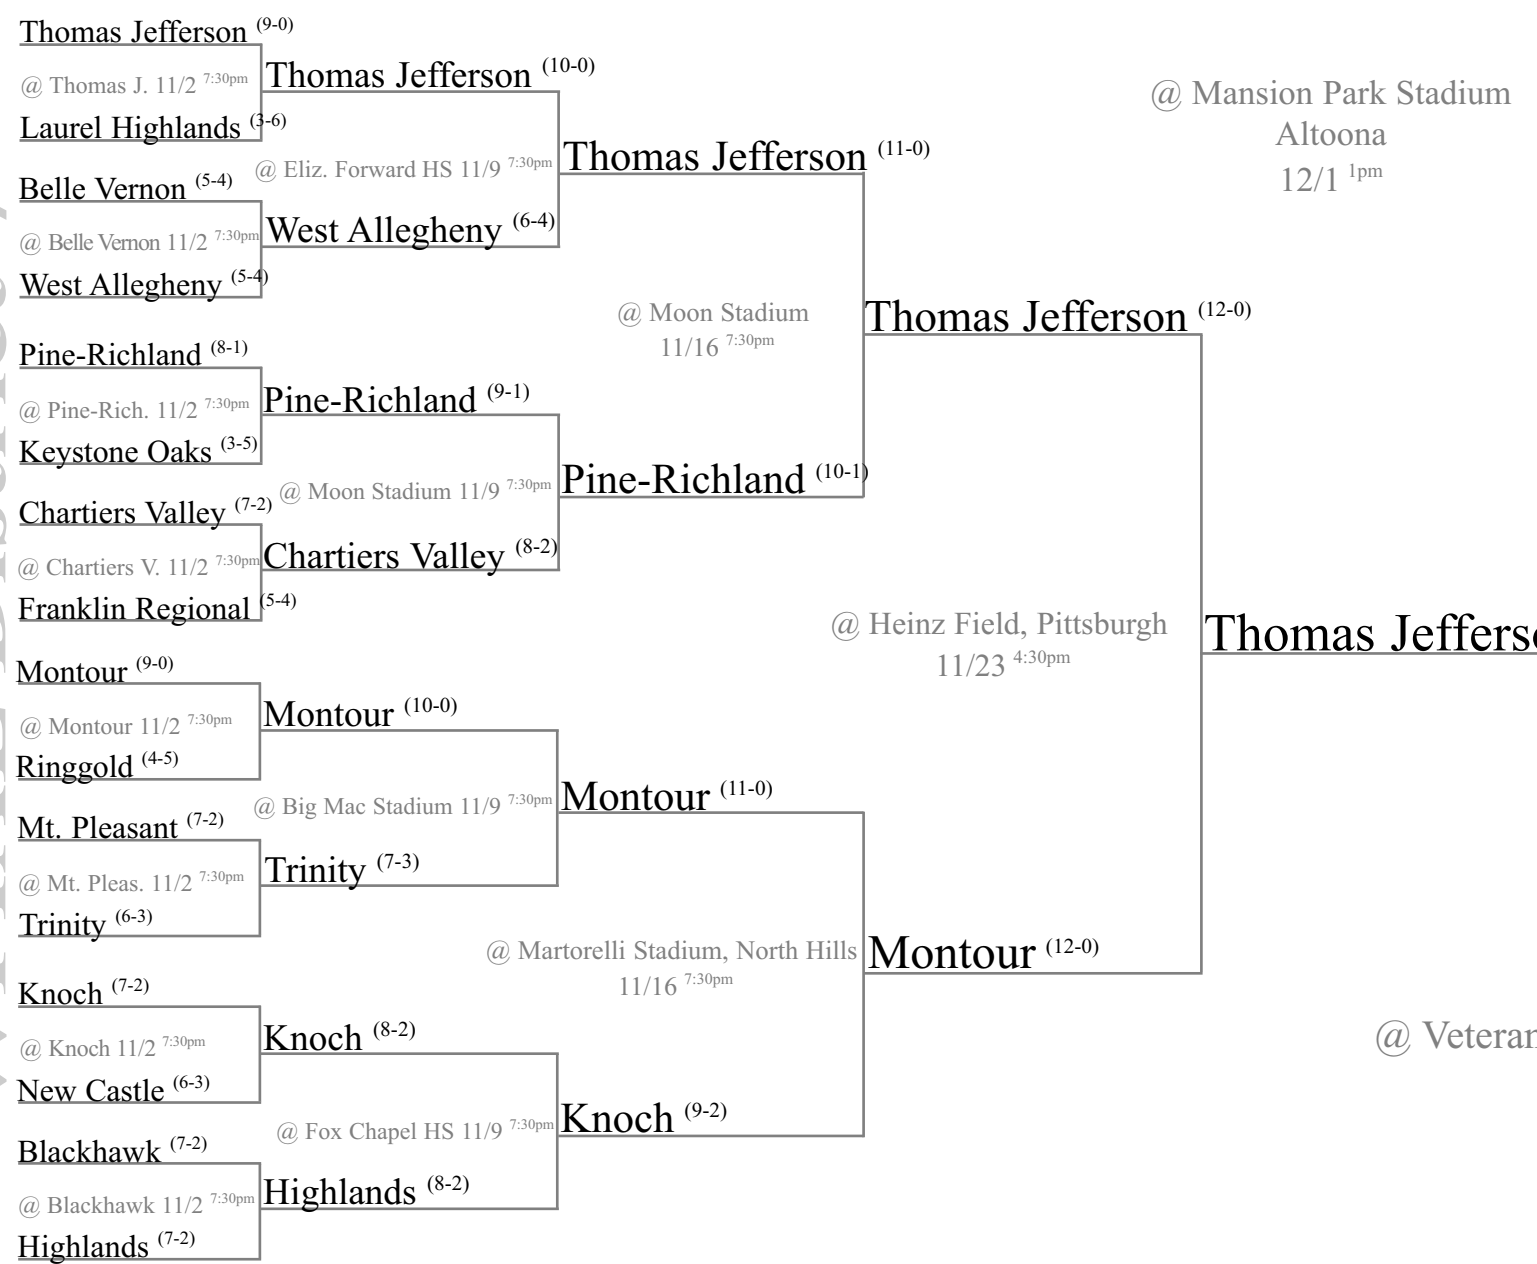 Thomas Jefferson (9-0)
@ Thomas J. 11/2 7:30pm
Laurel Highlands (3-6)
Belle Vernon (5-4)
@ Belle Vernon 11/2 7:30pm
West Allegheny (5-4)
Pine-Richland (8-1)
@ Pine-Rich. 11/2 7:30pm
Keystone Oaks (3-5)
Chartiers Valley (7-2)
@ Chartiers V. 11/2 7:30pm
Franklin Regional (5-4)
Montour (9-0)
@ Montour 11/2 7:30pm
Ringgold (4-5)
Mt. Pleasant (7-2)
@ Mt. Pleas. 11/2 7:30pm
Trinity (6-3)
Knoch (7-2)
@ Knoch 11/2 7:30pm
New Castle (6-3)
Blackhawk (7-2)
@ Blackhawk 11/2 7:30pm
Highlands (7-2)
Thomas Jefferson (10-0)
@ Eliz. Forward HS 11/9 7:30pm
West Allegheny (6-4)
Pine-Richland (9-1)
@ Moon Stadium 11/9 7:30pm
Chartiers Valley (8-2)
Montour (10-0)
@ Big Mac Stadium 11/9 7:30pm
Trinity (7-3)
Knoch (8-2)
@ Fox Chapel HS 11/9 7:30pm
Highlands (8-2)
Thomas Jefferson (11-0)
@ Moon Stadium
11/16 7:30pm
Pine-Richland (10-1)
Montour (11-0)
@ Martorelli Stadium, North Hills
11/16 7:30pm
Knoch (9-2)
Thomas Jefferson (12-0)
@ Heinz Field, Pittsburgh
11/23 4:30pm
Montour (12-0)
@ Mansion Park Stadium
Altoona
12/1 1pm
Thomas Jefferso
@ Veteran